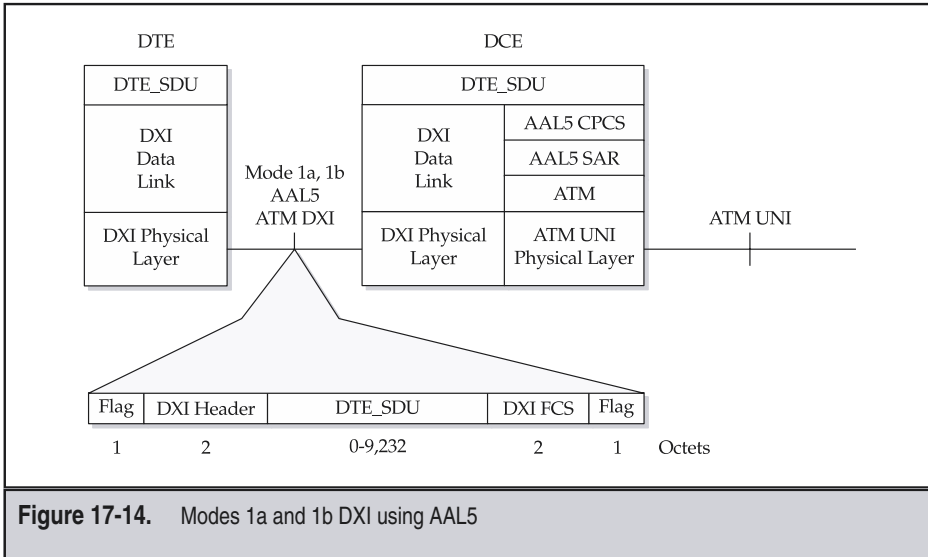 DTE
DCE
DTE_SDU
DXI
Data
Link
DXI Physical
Layer
Mode 1a, 1b
AAL5
ATM DXI
DTE_SDU
DXI
Data
Link
AAL5 CPCS
AAL5 SAR
ATM
DXI Physical
Layer
ATM UNI
Physical Layer
ATM UNI
Flag DXI Header DTE_SDU DXI FCS Flag
1 2 0-9,232 2 1 Octets
Figure 17-14. Modes 1a and 1b DXI using AAL5